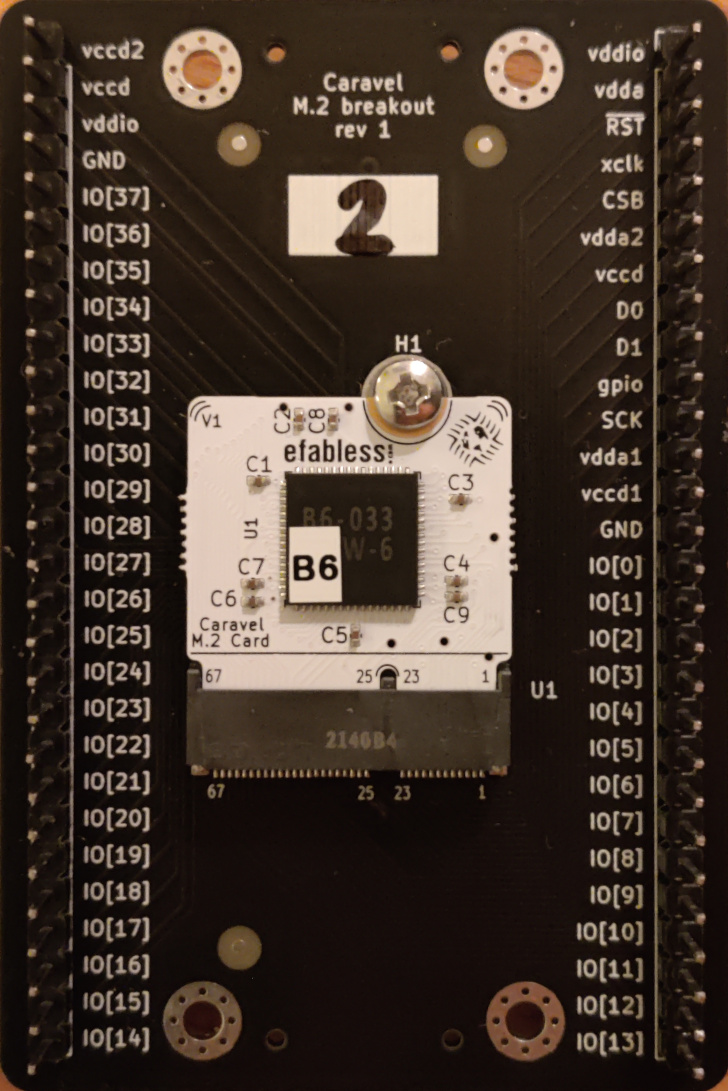 Caravel
M.2 breakout
rev 1
2
vccd2
vccd
vddio
GND
IO[37]
IO[36]
IO[35]
IO[34]
IO[33]
IO[32]
IO[31]
IO[30]
IO[29]
IO[28]
IO[27]
IO[26]
IO[25]
IO[24]
IO[23]
IO[22]
IO[21]
IO[20]
IO[19]
IO[18]
IO[17]
IO[16]
IO[15]
IO[14]
H1
V1
C2
C8
efabless
C1
C3
U1
B6-033
W-6
B6
C7
C4
C6
C9
Caravel
M.2 Card
C5
67 25 23 1
U1
2140B4
67 25 23 1
vddio
vdda
RST
xclk
CSB
vdda2
vccd
D0
D1
gpio
SCK
vdda1
vccd1
GND
IO[0]
IO[1]
IO[2]
IO[3]
IO[4]
IO[5]
IO[6]
IO[7]
IO[8]
IO[9]
IO[10]
IO[11]
IO[12]
IO[13]